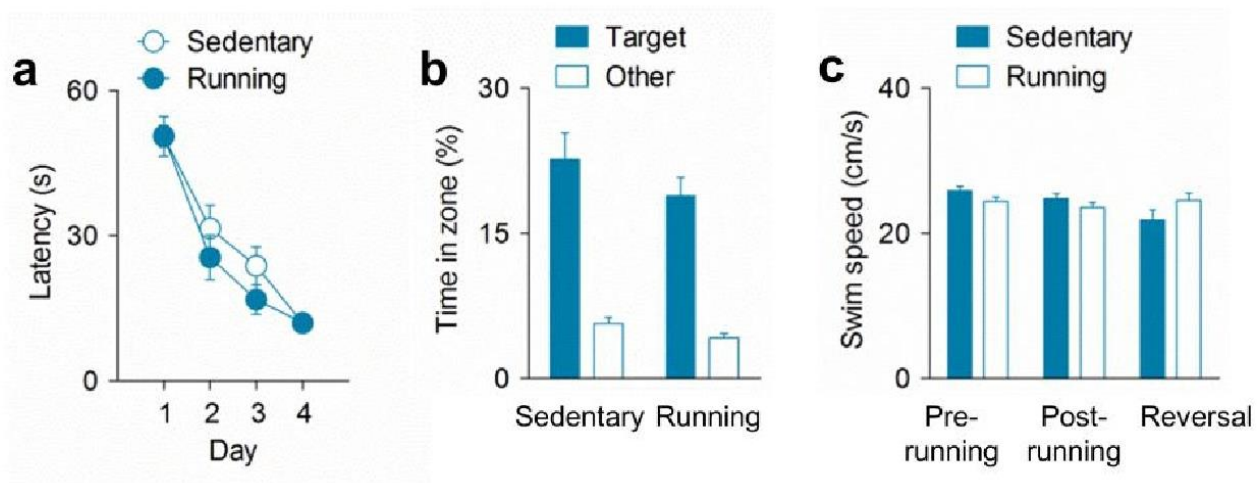 a
Sedentary
Running
60
30
0
Latency (s)
1 2 3 4
Day
b
Target
Other
30
15
0
Time in zone (%)
Sedentary Running
c
Sedentary
Running
40
20
0
Swim speed (cm/s)
Pre-
running
Post-
running
Reversal